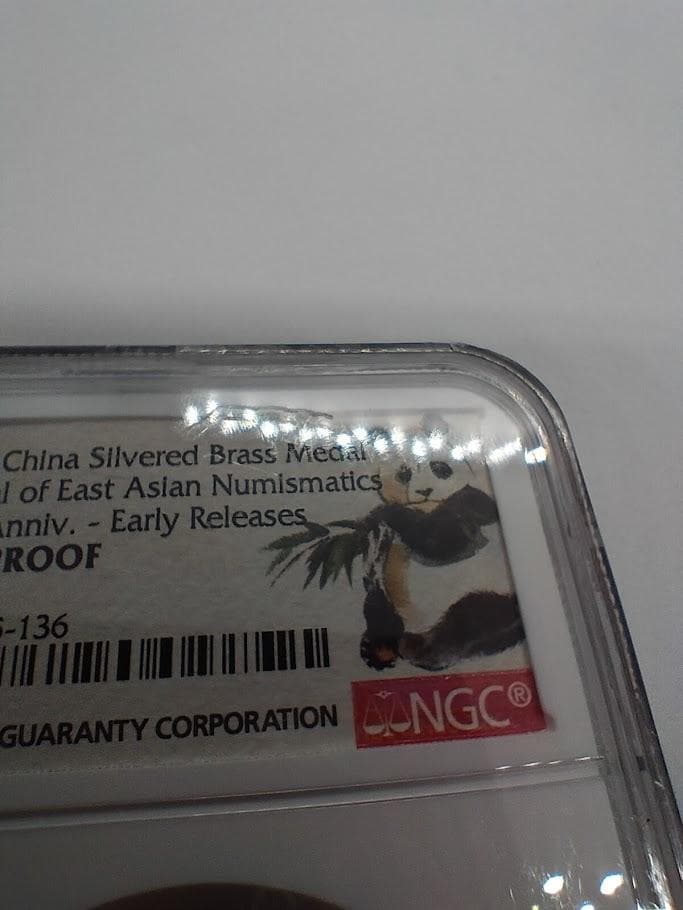 China Silvered Brass Medal
l of East Asian Numismatics
Anniv. - Early Releases
PROOF
-136
GUARANTY CORPORATION
NGC®